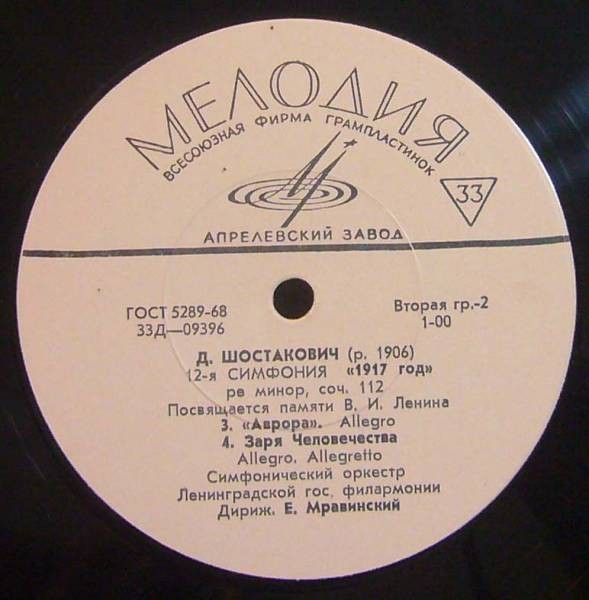 МЕЛОДИЯ
ВСЕСОЮЗНАЯ ФИРМА ГРАМПЛАСТИНОК
33
АПРЕЛЕВСКИЙ ЗАВОД
ГОСТ 5289-68
33Д—09396
Вторая гр.-2
1-00
Д. ШОСТАКОВИЧ (р. 1906)
12-я СИМФОНИЯ «1917 год»
ре минор, соч. 112
Посвящается памяти В. И. Ленина
3. «Аврора». Allegro
4. Заря Человечества
Allegro. Allegretto
Симфонический оркестр
Ленинградской гос, филармонии
Дириж. Е. Мравинский